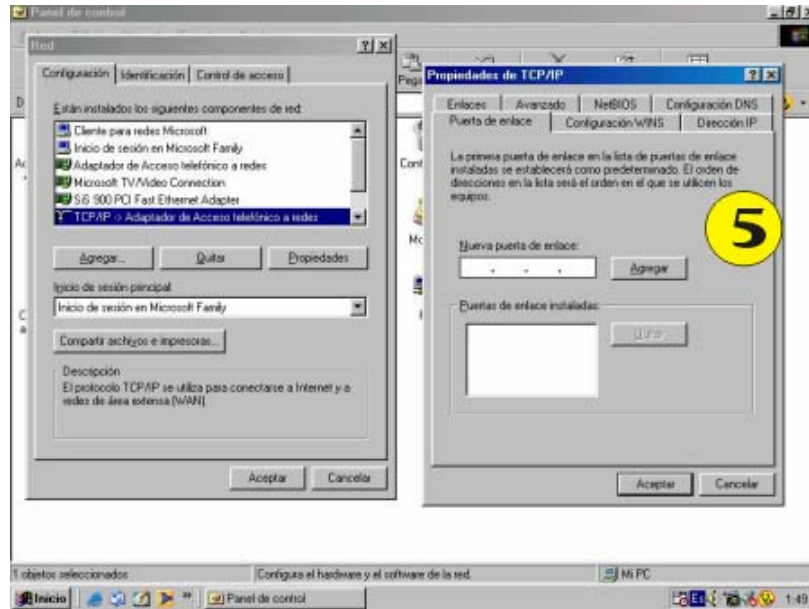 Panel de control
Red
Configuración
Identificación
Control de acceso
Están instalados los siguientes componentes de red:
Cliente para redes Microsoft
Inicio de sesión en Microsoft Family
Adaptador de Acceso telefónico a redes
Microsoft TV/Video Connection
SiS 900 PCI Fast Ethernet Adapter
TCP/IP -> Adaptador de Acceso telefónico a redes
Agregar...
Quitar
Propiedades
Inicio de sesión principal:
Inicio de sesión en Microsoft Family
Compartir archivos e impresoras...
Descripción
El protocolo TCP/IP se utiliza para conectarse a Internet y a
redes de área extensa (WAN)
Aceptar
Cancelar
Pega
Propiedades de TCP/IP
Enlaces
Avanzado
NetBIOS
Configuración DNS
Puerta de enlace
Configuración WINS
Dirección IP
La primera puerta de enlace en la lista de puertas de enlace
instaladas se establecerá como predeterminado. El orden de
direcciones en la lista será el orden en el que se utilicen los
equipos.
5
Nueva puerta de enlace:
. . .
Agregar
Puertas de enlace instaladas:
Quitar
Aceptar
Cancelar
1 objetos seleccionados
Configura el hardware y el software de la red.
Mi PC
Inicio
Panel de control
1:49